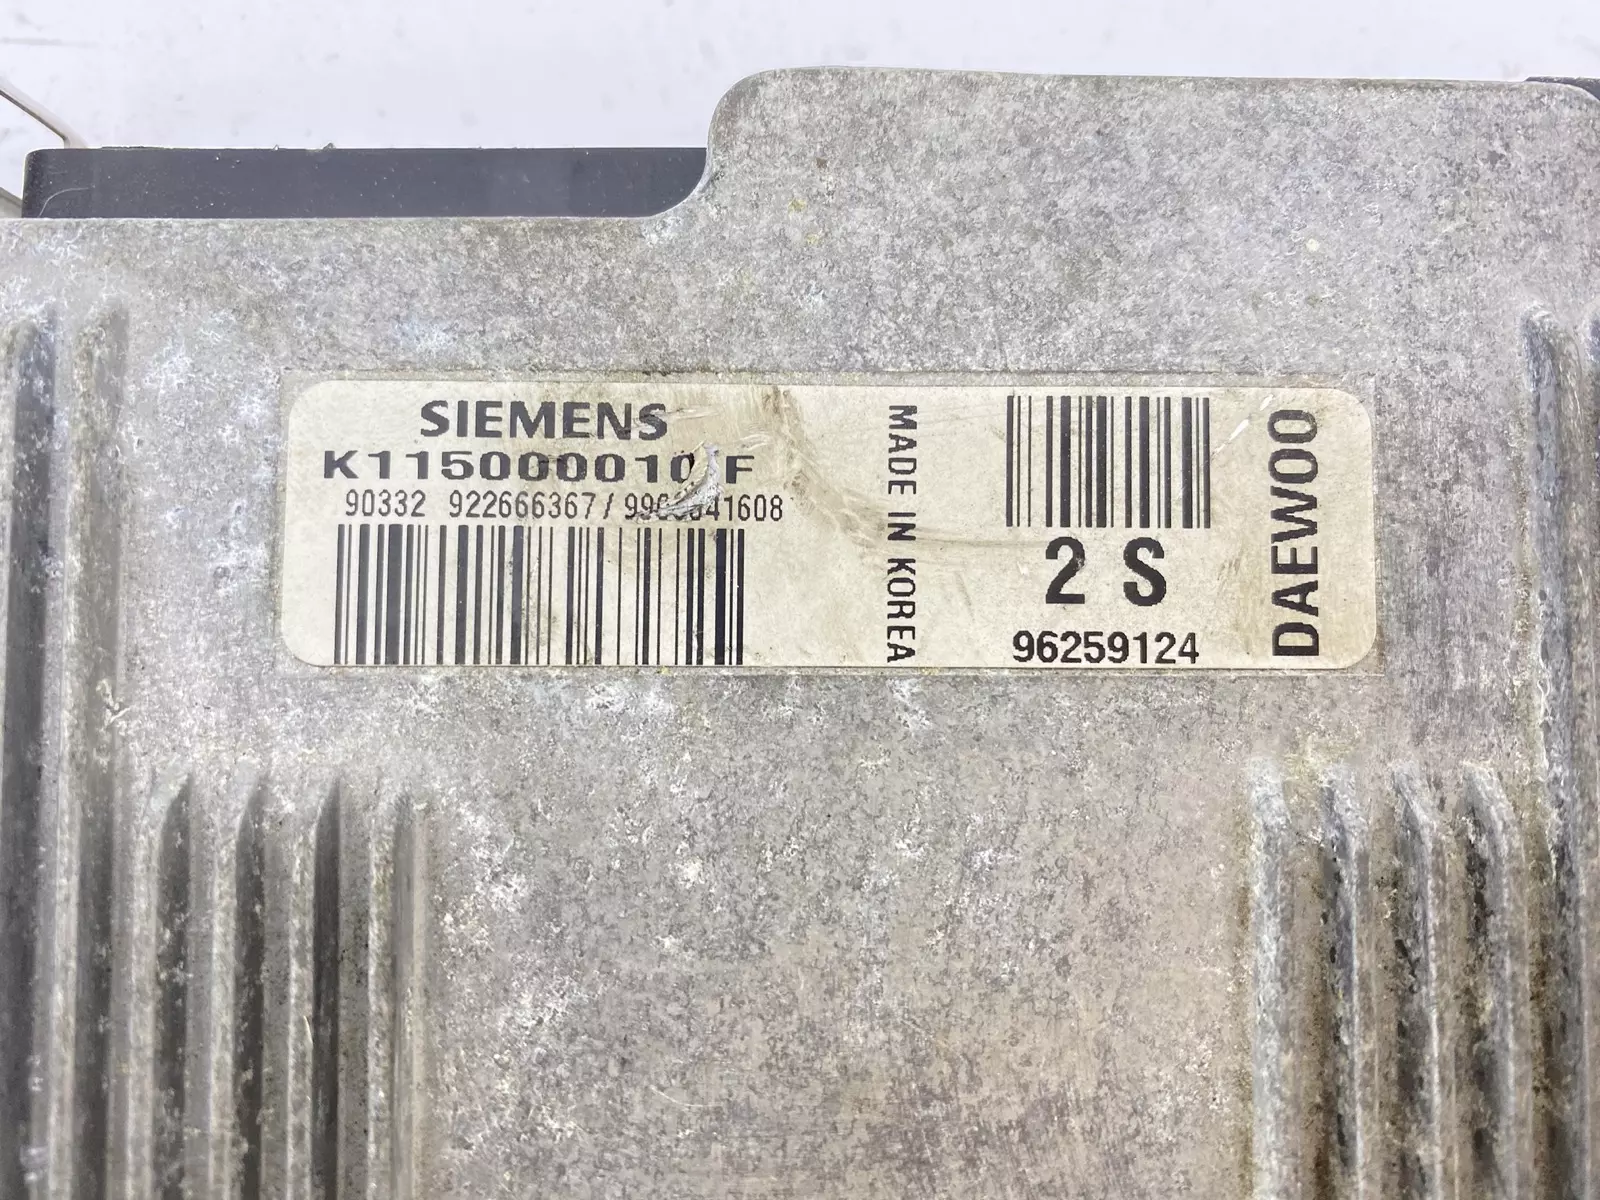 SIEMENS
90332 922666367 /
MADE IN KOREA
2 S
96259124
DAEWOO